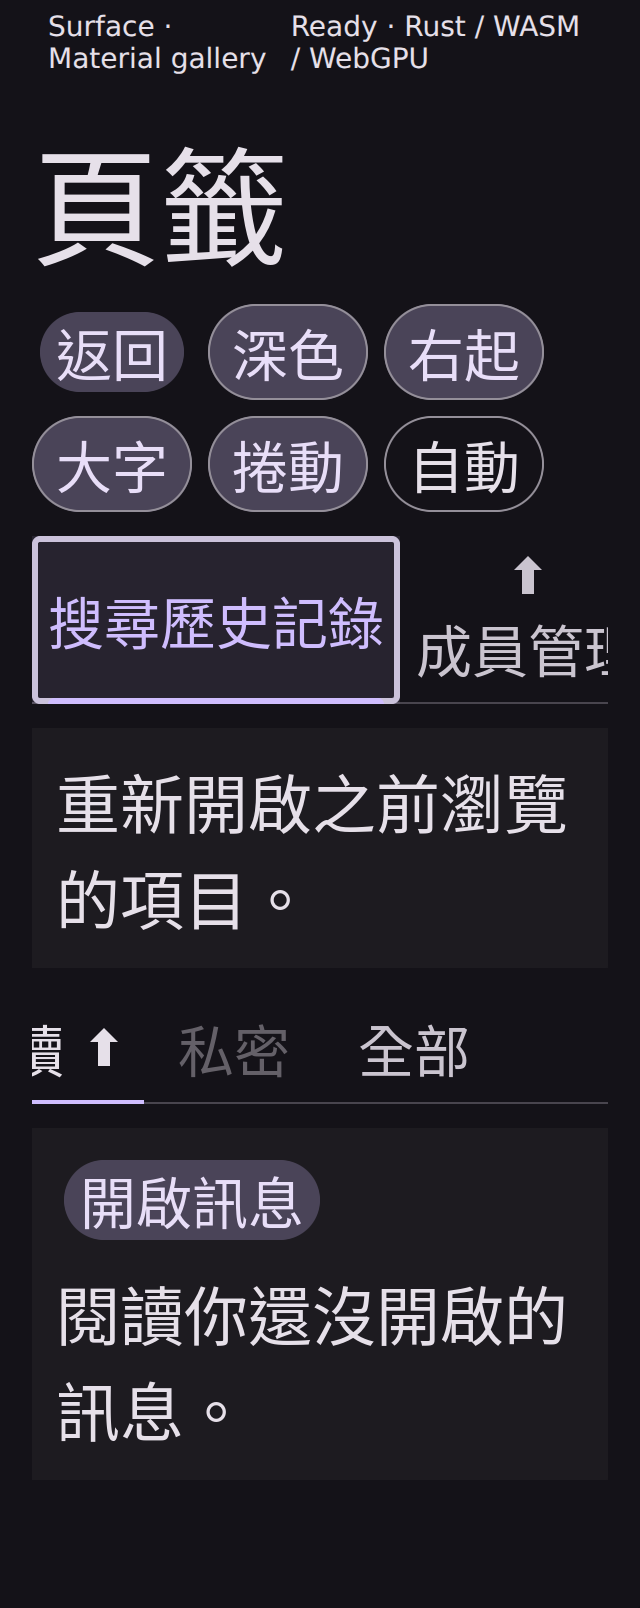 Surface ·
Material gallery
Ready · Rust / WASM
/ WebGPU
頁籤
返回 深色 右起
大字 捲動 自動
搜尋歷史記錄 成員管理
重新開啟之前瀏覽
的項目。
讀 私密 全部
開啟訊息
閱讀你還沒開啟的
訊息。